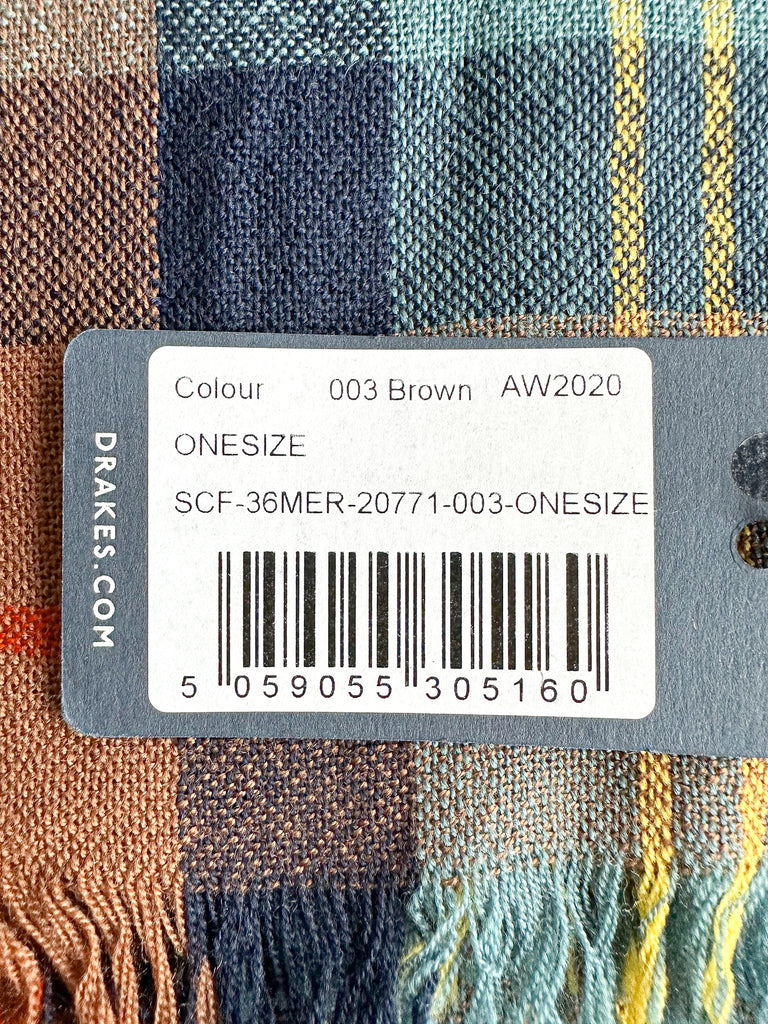 DRAKES.COM
Colour 003 Brown AW2020
ONESIZE
SCF-36MER-20771-003-ONESIZE
5 059055 305160